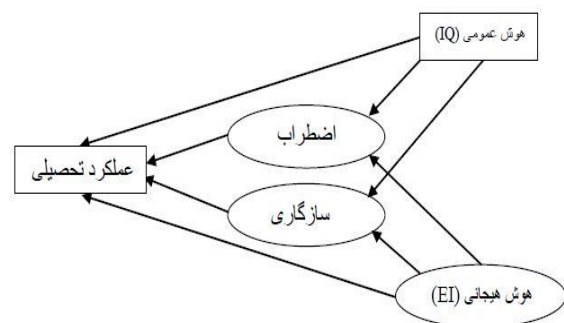 هوش عمومی (IQ)
اضطراب
عملکرد تحصیلی
سازگاری
هوش هیجانی (EI)